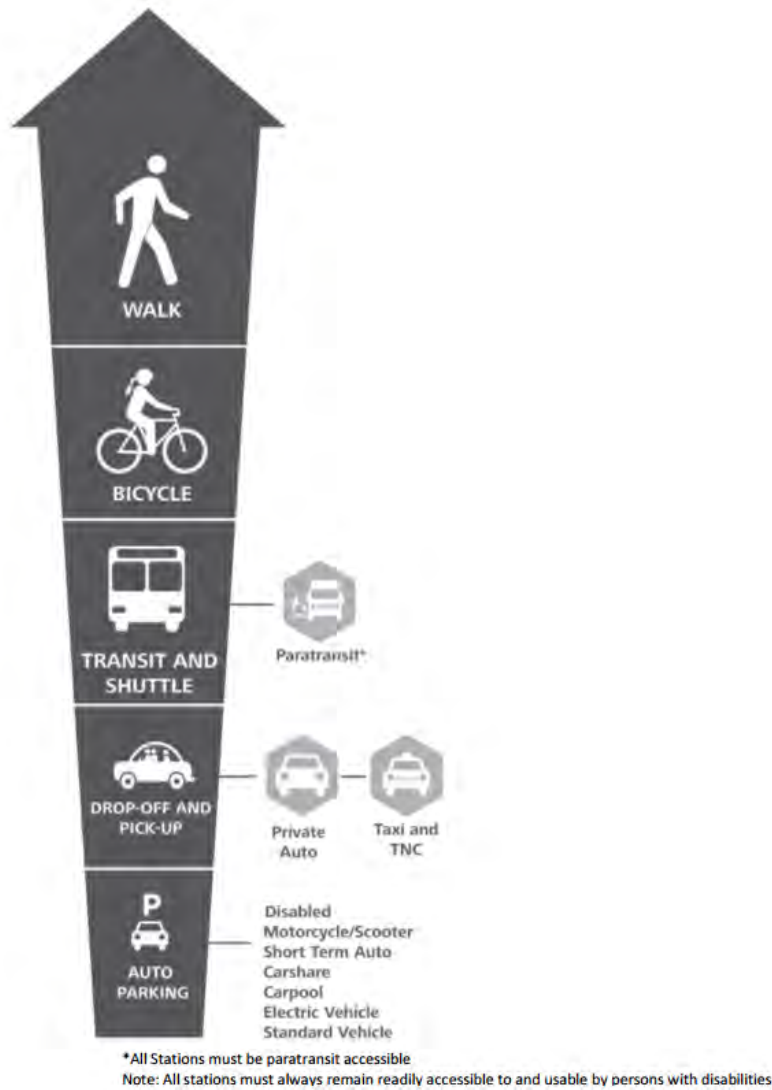 WALK
BICYCLE
TRANSIT AND
SHUTTLE
Paratransit*
DROP-OFF AND
PICK-UP
Private
Auto
Taxi and
TNC
P
AUTO
PARKING
Disabled
Motorcycle/Scooter
Short Term Auto
Carshare
Carpool
Electric Vehicle
Standard Vehicle
*All Stations must be paratransit accessible
Note: All stations must always remain readily accessible to and usable by persons with disabilities